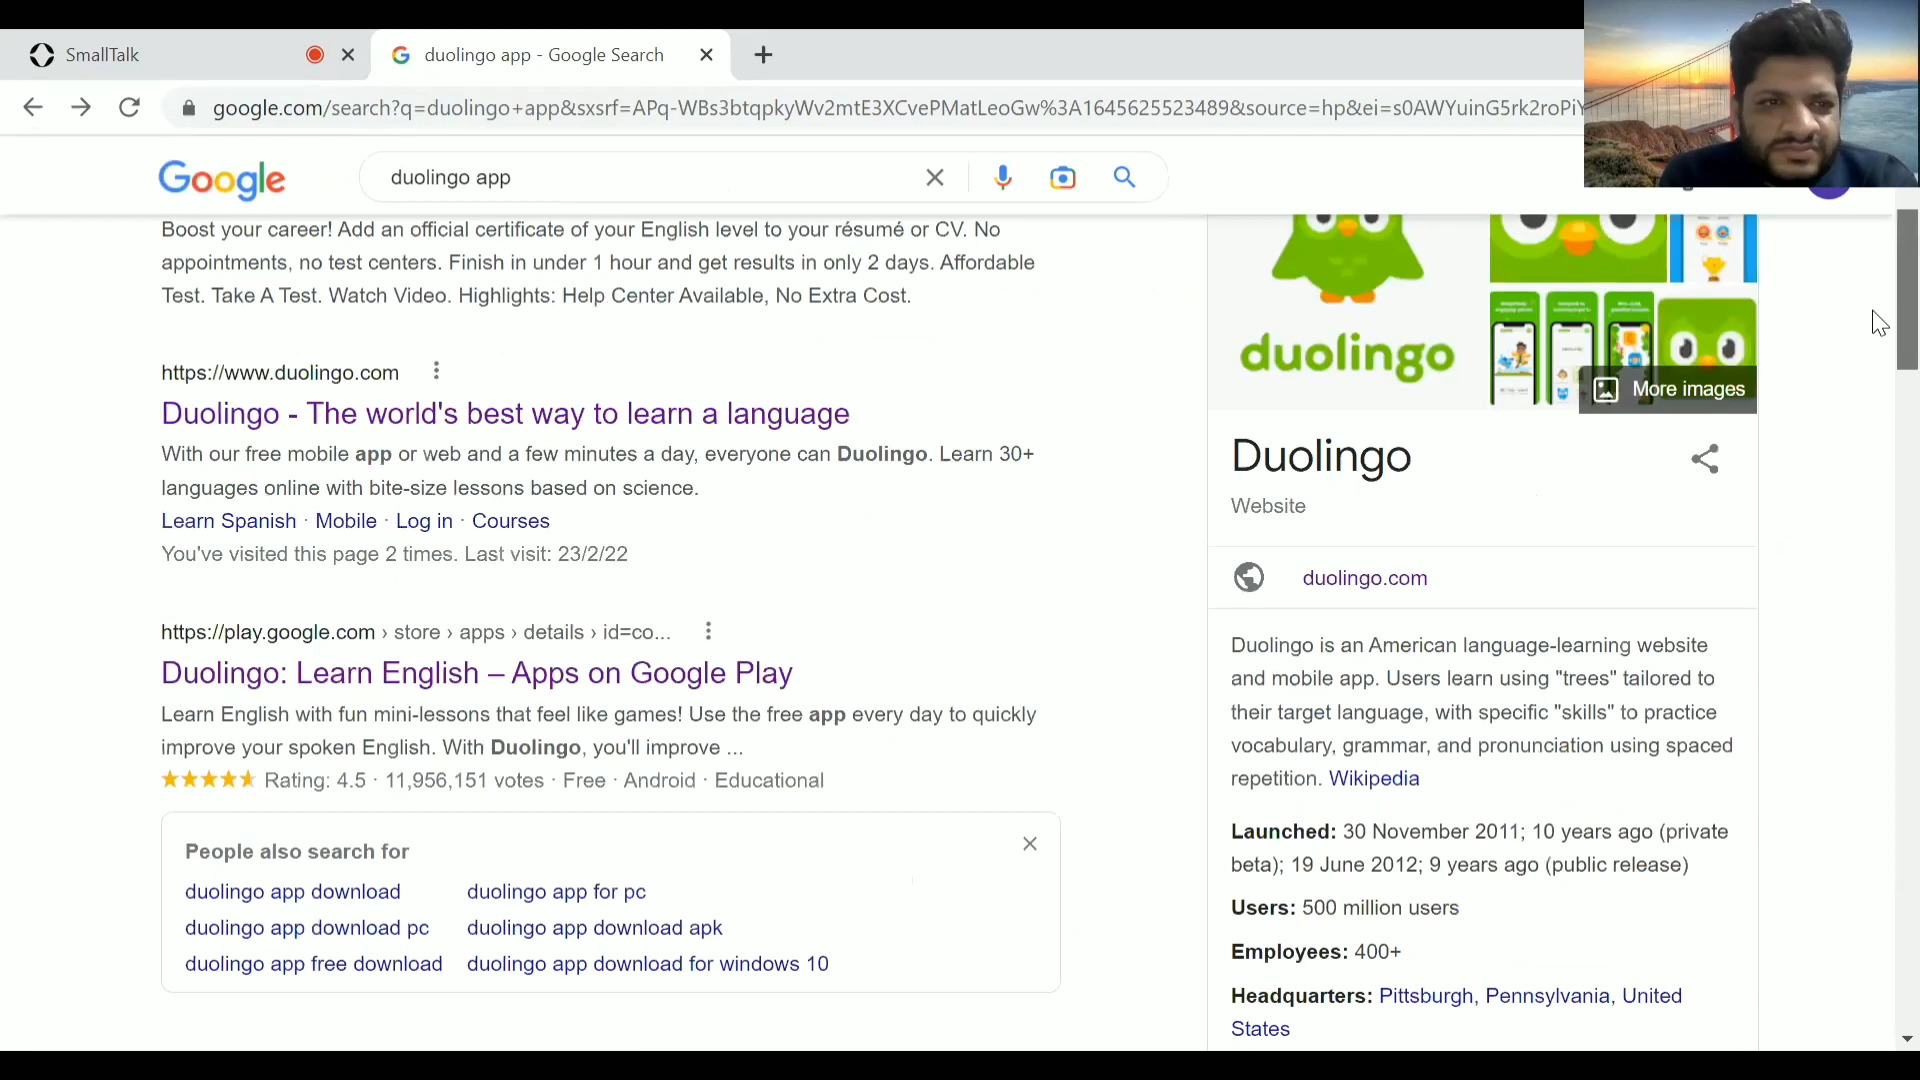 SmallTalk
duolingo app - Google Search
google.com/search?q=duolingo+app&sxsrf=APq-WBs3btqpkyWv2mtE3XCvePMatLeoGw%3A1645625523489&source=hp&ei=s0AWYuinG5rk2roPiY
Google
duolingo app
Boost your career! Add an official certificate of your English level to your résumé or CV. No
appointments, no test centers. Finish in under 1 hour and get results in only 2 days. Affordable
Test. Take A Test. Watch Video. Highlights: Help Center Available, No Extra Cost.
https://www.duolingo.com
Duolingo - The world's best way to learn a language
With our free mobile app or web and a few minutes a day, everyone can Duolingo. Learn 30+
languages online with bite-size lessons based on science.
Learn Spanish · Mobile · Log in · Courses
You've visited this page 2 times. Last visit: 23/2/22
https://play.google.com › store › apps › details › id=co...
Duolingo: Learn English – Apps on Google Play
Learn English with fun mini-lessons that feel like games! Use the free app every day to quickly
improve your spoken English. With Duolingo, you'll improve ...
Rating: 4.5 · 11,956,151 votes · Free · Android · Educational
People also search for
duolingo app download
duolingo app for pc
duolingo app download pc
duolingo app download apk
duolingo app free download
duolingo app download for windows 10
duolingo
More images
Duolingo
Website
duolingo.com
Duolingo is an American language-learning website
and mobile app. Users learn using "trees" tailored to
their target language, with specific "skills" to practice
vocabulary, grammar, and pronunciation using spaced
repetition. Wikipedia
Launched: 30 November 2011; 10 years ago (private
beta); 19 June 2012; 9 years ago (public release)
Users: 500 million users
Employees: 400+
Headquarters: Pittsburgh, Pennsylvania, United
States